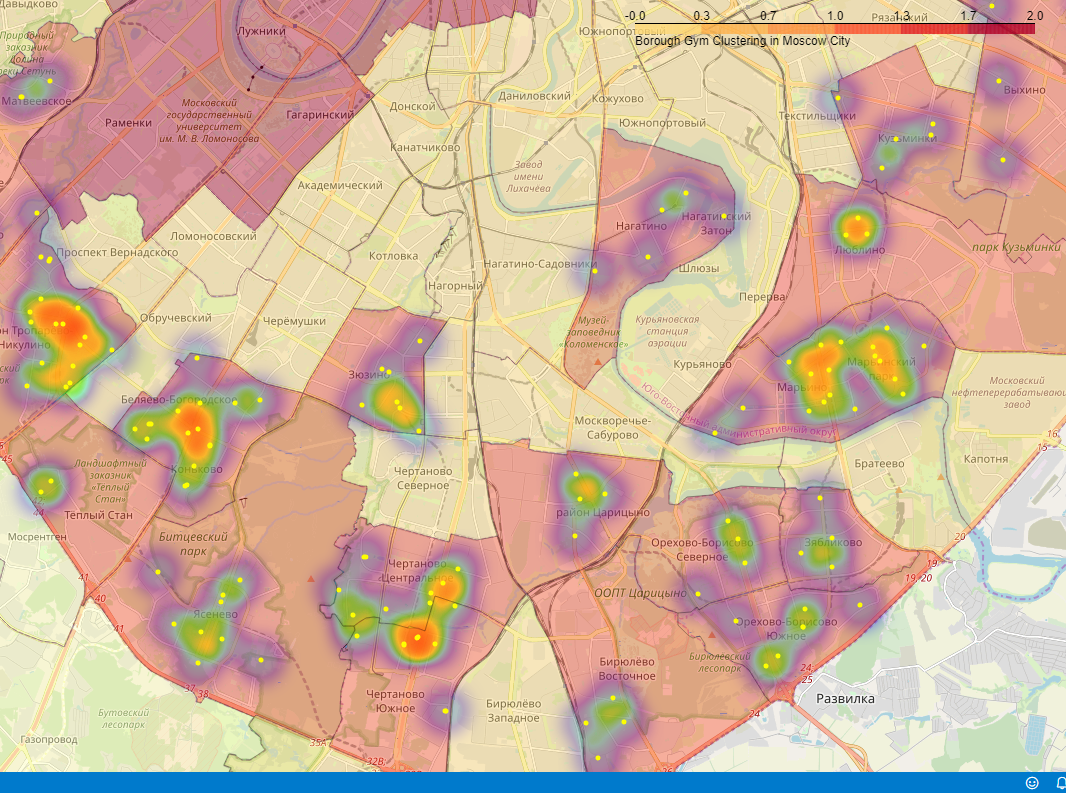 Давыдково
Лужники
-0.0 0.3 0.7 1.0 1.3 1.7 2.0
Рязанский
Borough Gym Clustering in Moscow City
Природный
заказник
Долина
реки Сетунь
Матвеевское
Раменки
Московский
государственный
университет
им. М. В. Ломоносова
Гагаринский
Донской
Канатчиково
Академический
Даниловский
Кожухово
Южнопортовый
Завод
имени
Лихачёва
Текстильщики
Кузьминки
Выхино
Нагатино
Нагатинский
Затон
Люблино
парк Кузьминки
Проспект Вернадского
Ломоносовский
Котловка
Нагатино-Садовники
Шлюзы
Нагорный
Перерва
Обручевский
Черёмушки
Музей-
заповедник
«Коломенское»
Курьяновская
станция
аэрации
Курьяново
Никулино
Зюзино
Марьино
Марьинский
парк
Московский
нефтеперерабатывающий
завод
Юго-Восточный административный округ
Беляево-Богородское
Москворечье-
Сабурово
Коньково
Ландшафтный
заказник
«Теплый
Стан»
Чертаново
Северное
Братеево
Капотня
16
15
45
44
Теплый Стан
Мосрентген
Битцевский
парк
район Царицыно
Орехово-Борисово
Северное
Зябликово
20
19
19 20
41
40
41
Чертаново
Центральное
ООПТ Царицыно
Ясенево
Орехово-Борисово
Южное
Бирюлёвский
лесопарк
Бирюлёво
Восточное
24
25
37 38
Чертаново
Южное
Бирюлёво
Западное
Развилка
24
Бутовский
лесопарк
Газопровод
35А
32В
26